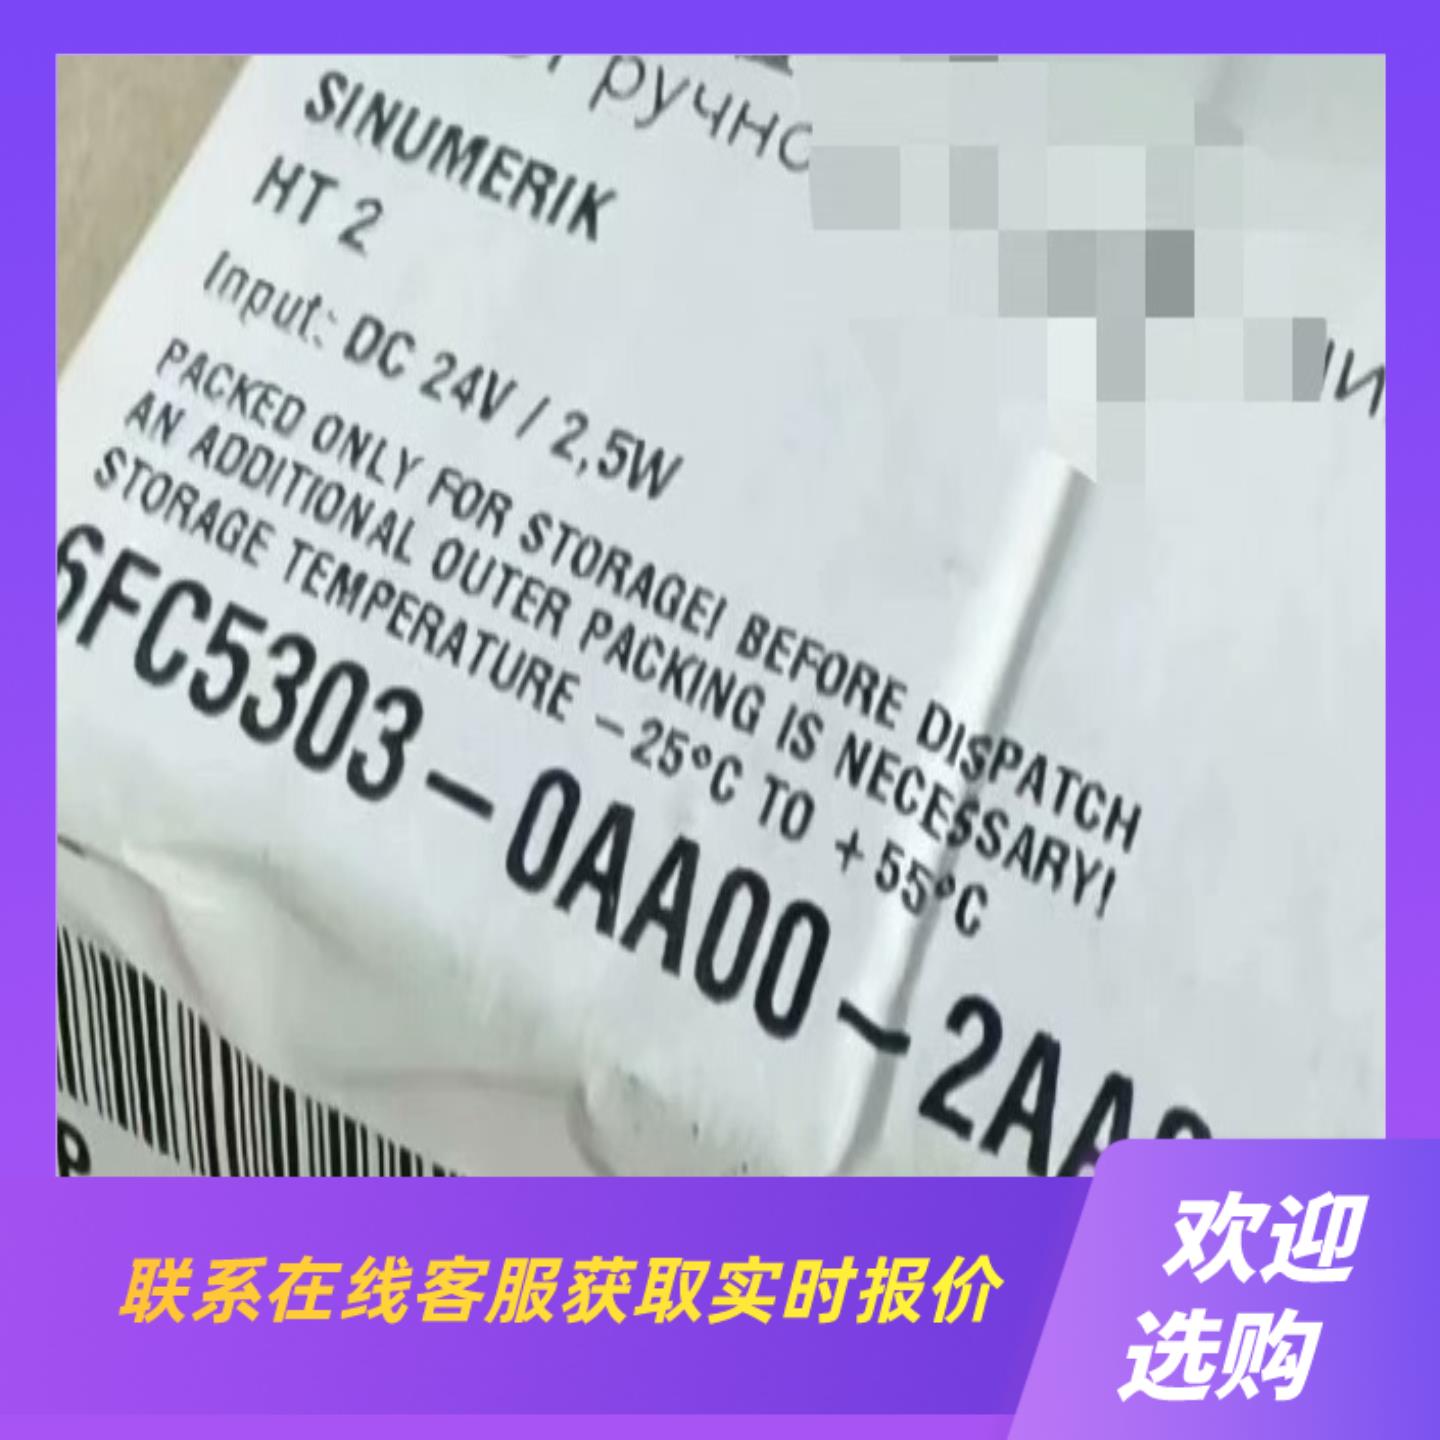 ручно
SINUMERIK
HT 2
Input: DC 24V / 2,5W
PACKED ONLY FOR STORAGE! BEFORE DISPATCH
AN ADDITIONAL OUTER PACKING IS NECESSARY!
STORAGE TEMPERATURE -25°C TO +55°C
6FC5303-0AA00-2AA0
联系在线客服获取实时报价
欢迎
选购